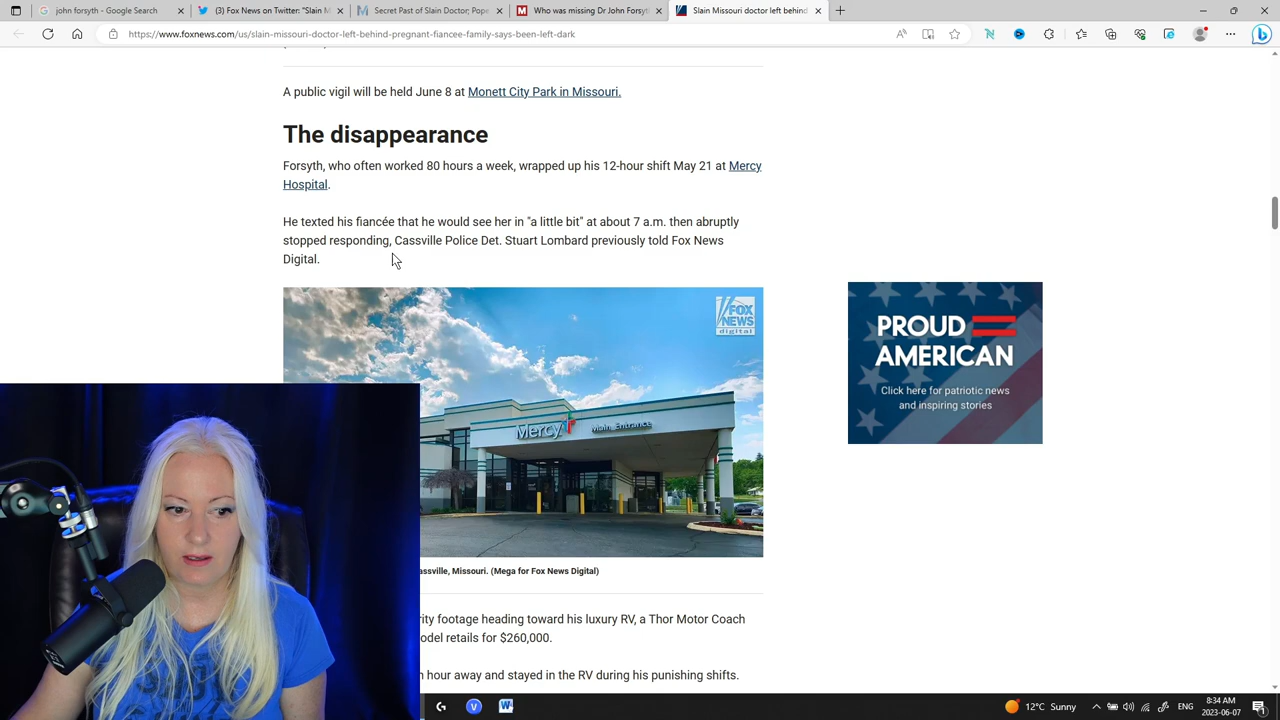 john forsyth - Google Search
(3) Fox News on Twitter: "Slain M
Secret Past of Slain Doctor; Pope
Who was missing Dr John Forsyt
Slain Missouri doctor left behind
https://www.foxnews.com/us/slain-missouri-doctor-left-behind-pregnant-fiancee-family-says-been-left-dark
A public vigil will be held June 8 at Monett City Park in Missouri.
The disappearance
Forsyth, who often worked 80 hours a week, wrapped up his 12-hour shift May 21 at Mercy
Hospital.
He texted his fiancée that he would see her in "a little bit" at about 7 a.m. then abruptly
stopped responding, Cassville Police Det. Stuart Lombard previously told Fox News
Digital.
FOX
NEWS
digital
Mercy
Main Entrance
PROUD
AMERICAN
Click here for patriotic news
and inspiring stories
assville, Missouri. (Mega for Fox News Digital)
rity footage heading toward his luxury RV, a Thor Motor Coach
odel retails for $260,000.
hour away and stayed in the RV during his punishing shifts.
12°C Sunny
ENG
8:34 AM
2023-06-07